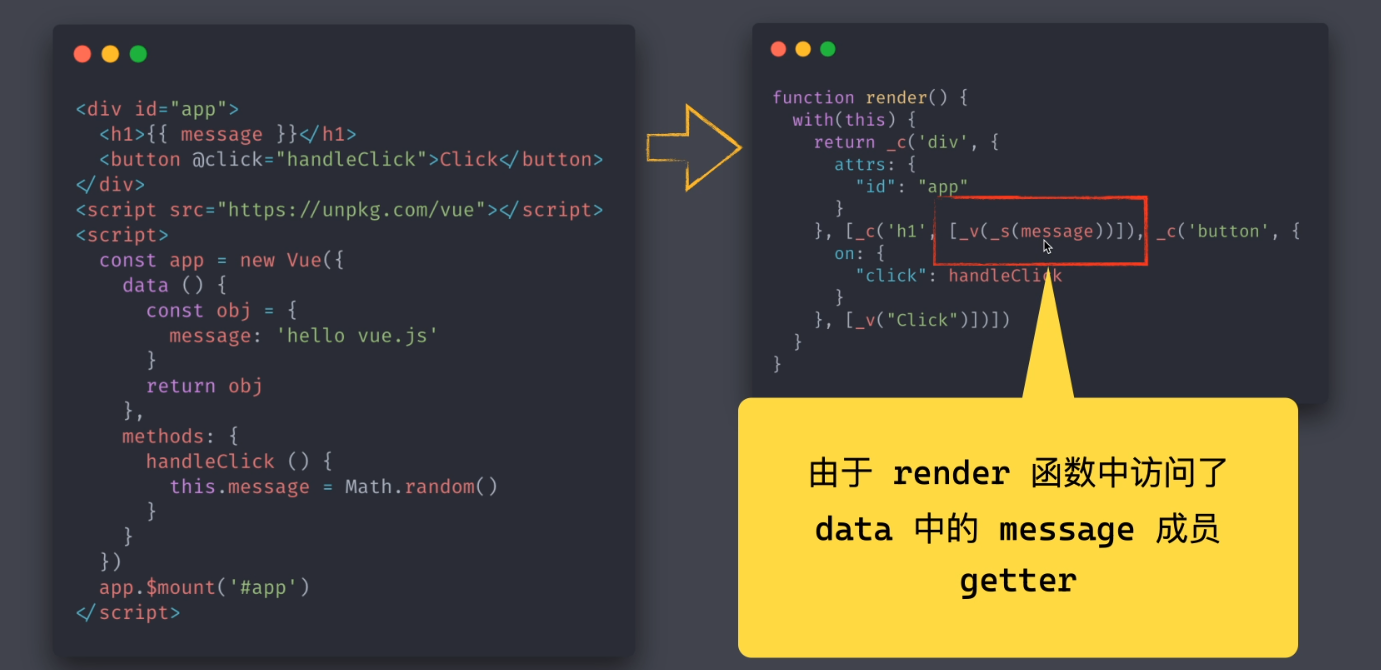 <div id="app">
  <h1>{{ message }}</h1>
  <button @click="handleClick">Click</button>
</div>
<script src="https://unpkg.com/vue"></script>
<script>
  const app = new Vue({
    data () {
      const obj = {
        message: 'hello vue.js'
      }
      return obj
    },
    methods: {
      handleClick () {
        this.message = Math.random()
      }
    }
  })
  app.$mount('#app')
</script>
function render() {
  with(this) {
    return _c('div', {
      attrs: {
        "id": "app"
      }
    }, [_c('h1', [_v(_s(message))]), _c('button', {
      on: {
        "click": handleClick
      }
    }, [_v("Click")])])
  }
}
由于 render 函数中访问了
data 中的 message 成员
getter